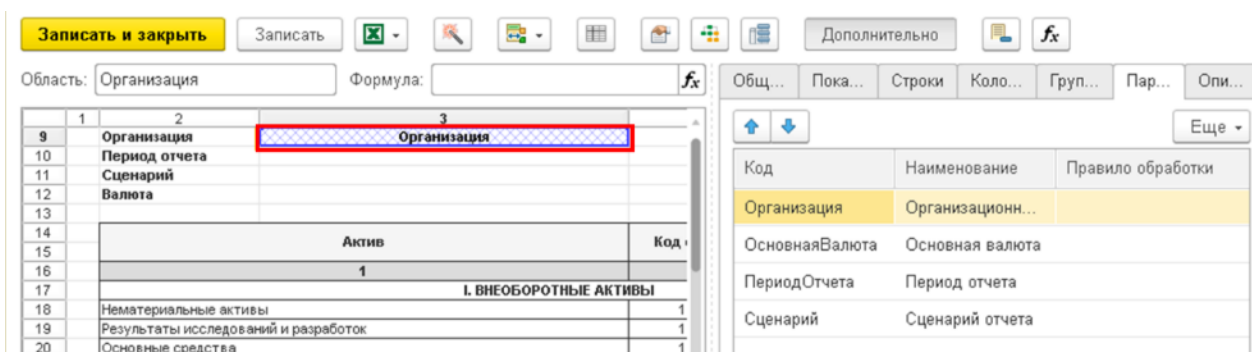 Записать и закрыть Записать Дополнительно fx
Область: Организация Формула: fx Общ... Пока... Строки Коло... Груп... Пар... Опи...
1 2 3
9 Организация Организация
10 Период отчета
11 Сценарий
12 Валюта
13
14
Актив Код
15
16 1
17 I. ВНЕОБОРОТНЫЕ АКТИВЫ
18 Нематериальные активы 1
19 Результаты исследований и разработок 1
20 Основные средства 1
Еще
Код Наименование Правило обработки
Организация Организационн...
ОсновнаяВалюта Основная валюта
ПериодОтчета Период отчета
Сценарий Сценарий отчета